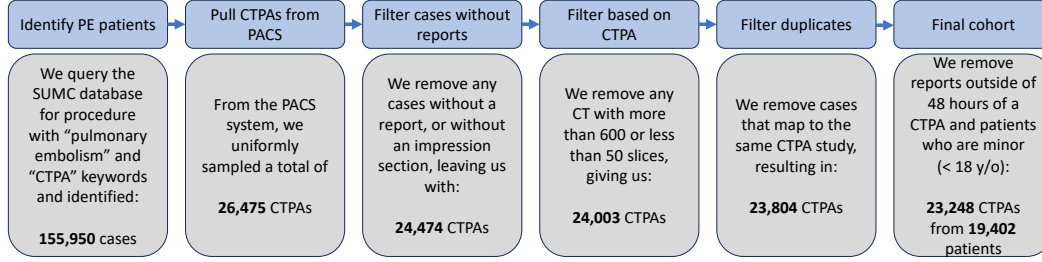 Identify PE patients
Pull CTPAs from
PACS
Filter cases without
reports
Filter based on
CTPA
Filter duplicates
Final cohort
We query the
SUMC database
for procedure
with “pulmonary
embolism” and
“CTPA” keywords
and identified:
155,950 cases
From the PACS
system, we
uniformly
sampled a total of
26,475 CTPAs
We remove any
cases without a
report, or without
an impression
section, leaving us
with:
24,474 CTPAs
We remove any
CT with more
than 600 or less
than 50 slices,
giving us:
24,003 CTPAs
We remove cases
that map to the
same CTPA study,
resulting in:
23,804 CTPAs
We remove
reports outside of
48 hours of a
CTPA and patients
who are minor
(< 18 y/o):
23,248 CTPAs
from 19,402
patients